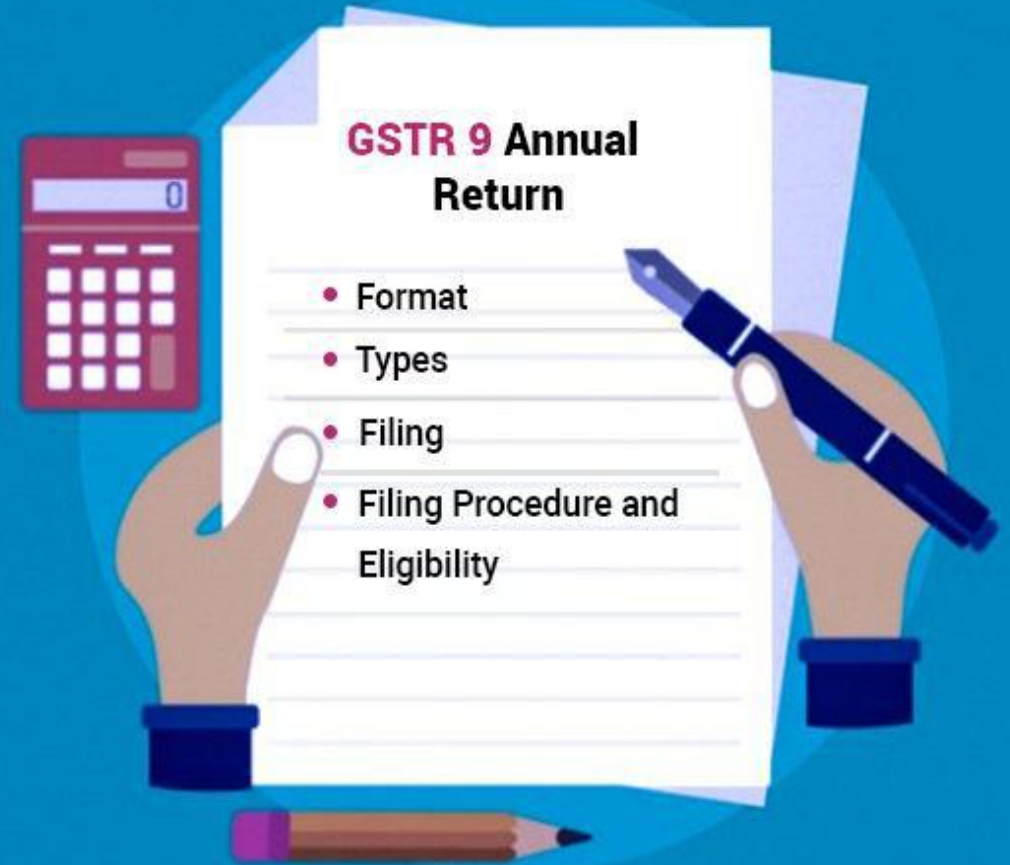 0
GSTR 9 Annual
Return
• Format
• Types
• Filing
• Filing Procedure and
Eligibility